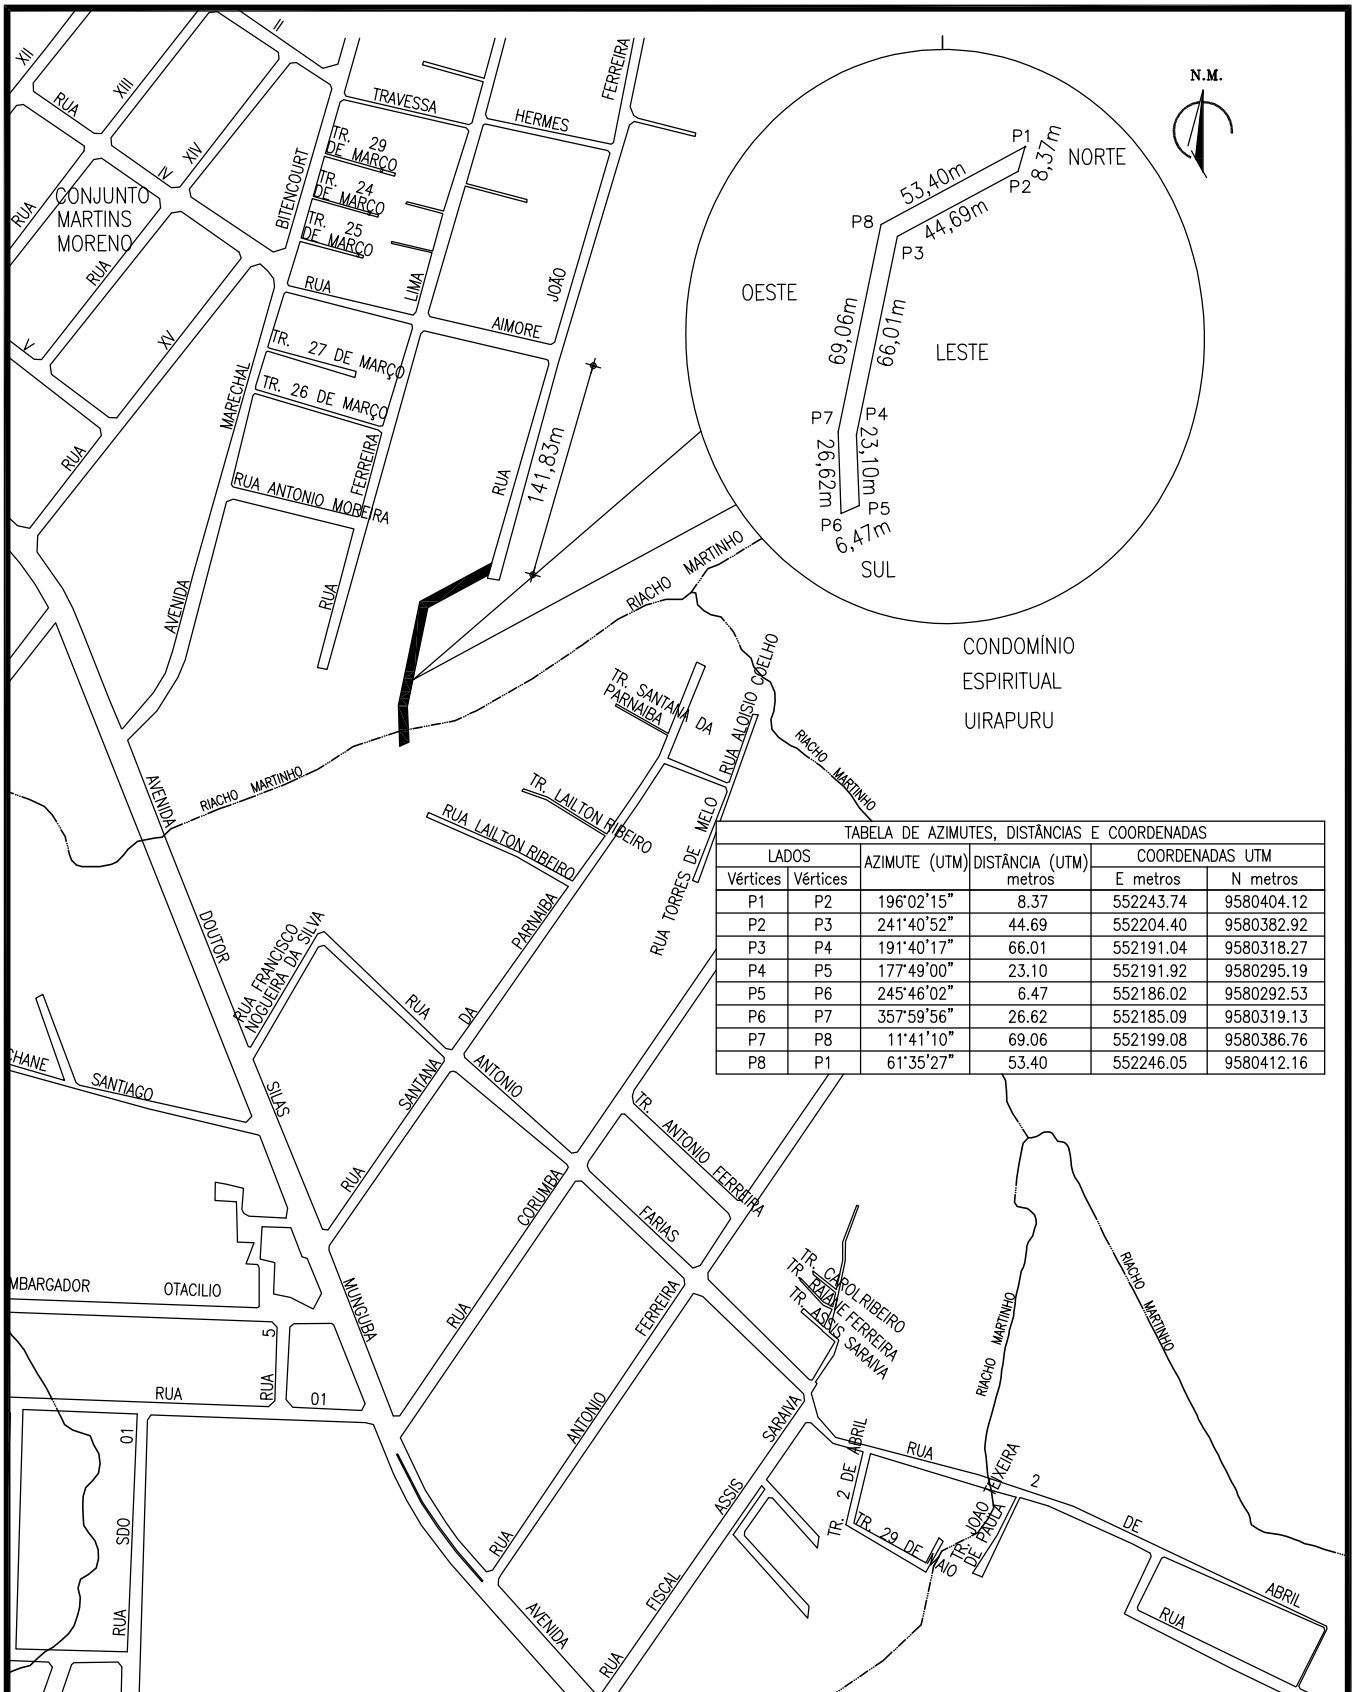 N.M.
NORTE
OESTE
LESTE
SUL
P1
P2
P3
P4
P5
P6
P7
P8
53,40m
8,37m
44,69m
69,06m
66,01m
26,62m
23,10m
6,47m
CONDOMÍNIO
ESPIRITUAL
UIRAPURU
XII
XIII
II
RUA
IV
XIV
CONJUNTO
MARTINS
MORENO
RUA
RUA
V
XV
RUA
TRAVESSA
HERMES
FERREIRA
TR. 29
DE MARÇO
TR. 24
DE MARÇO
TR. 25
DE MARÇO
BITENCOURT
RUA
LIMA
JOÃO
AIMORE
TR. 27 DE MARÇO
TR. 26 DE MARÇO
MARECHAL
FERREIRA
RUA
141,83m
RUA ANTONIO MOREIRA
AVENIDA
RUA
RIACHO MARTINHO
RIACHO MARTINHO
RIACHO MARTINHO
AVENIDA
TR. SANTANA DA
PARNAIBA
RUA ALOISIO COELHO
TR. LAILTON RIBEIRO
RUA LAILTON RIBEIRO
RUA TORRES DE MELO
PARNAIBA
DOUTOR
RUA FRANCISCO
NOGUEIRA DA SILVA
RUA
DA
ANTONIO
SANTANA
RUA
CHANE
SANTIAGO
SILAS
TABELA DE AZIMUTES, DISTÂNCIAS E COORDENADAS
LADOS AZIMUTE (UTM) DISTÂNCIA (UTM) metros COORDENADAS UTM
Vértices Vértices E metros N metros
P1 P2 196°02'15" 8.37 552243.74 9580404.12
P2 P3 241°40'52" 44.69 552204.40 9580382.92
P3 P4 191°40'17" 66.01 552191.04 9580318.27
P4 P5 177°49'00" 23.10 552191.92 9580295.19
P5 P6 245°46'02" 6.47 552186.02 9580292.53
P6 P7 357°59'56" 26.62 552185.09 9580319.13
P7 P8 11°41'10" 69.06 552199.08 9580386.76
P8 P1 61°35'27" 53.40 552246.05 9580412.16
TR. ANTONIO FERREIRA
CORUMBA
FARIAS
RUA
MUNGUBA
MBARGADOR
OTACILIO
RUA 5
RUA
01
FERREIRA
ANTONIO
RUA
TR. CAROL RIBEIRO
TR. RAIANE FERREIRA
TR. ASSIS SARAIVA
RIACHO MARTINHO
RIACHO MARTINHO
SARAIVA
ASSIS
FISCAL
RUA
AVENIDA
RUA SDO 01
RUA
2
DE
ABRIL
TR. 2 DE ABRIL
TR. 29 DE MAIO
TR. JOAO TEIXEIRA
DE PAULA
RUA